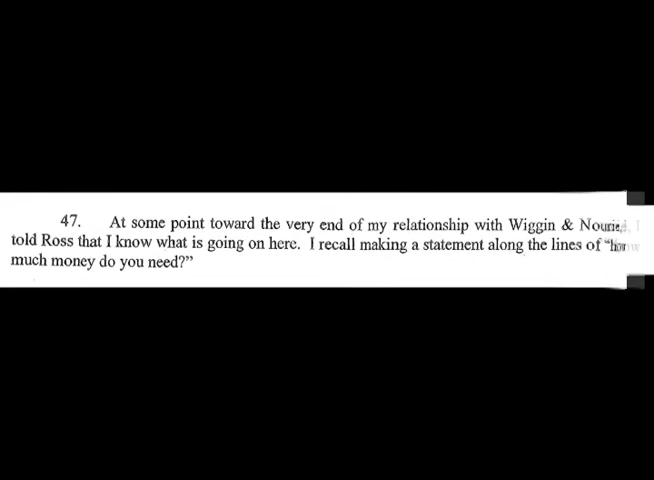 47. At some point toward the very end of my relationship with Wiggin & Nourie, I
told Ross that I know what is going on here. I recall making a statement along the lines of "how
much money do you need?"